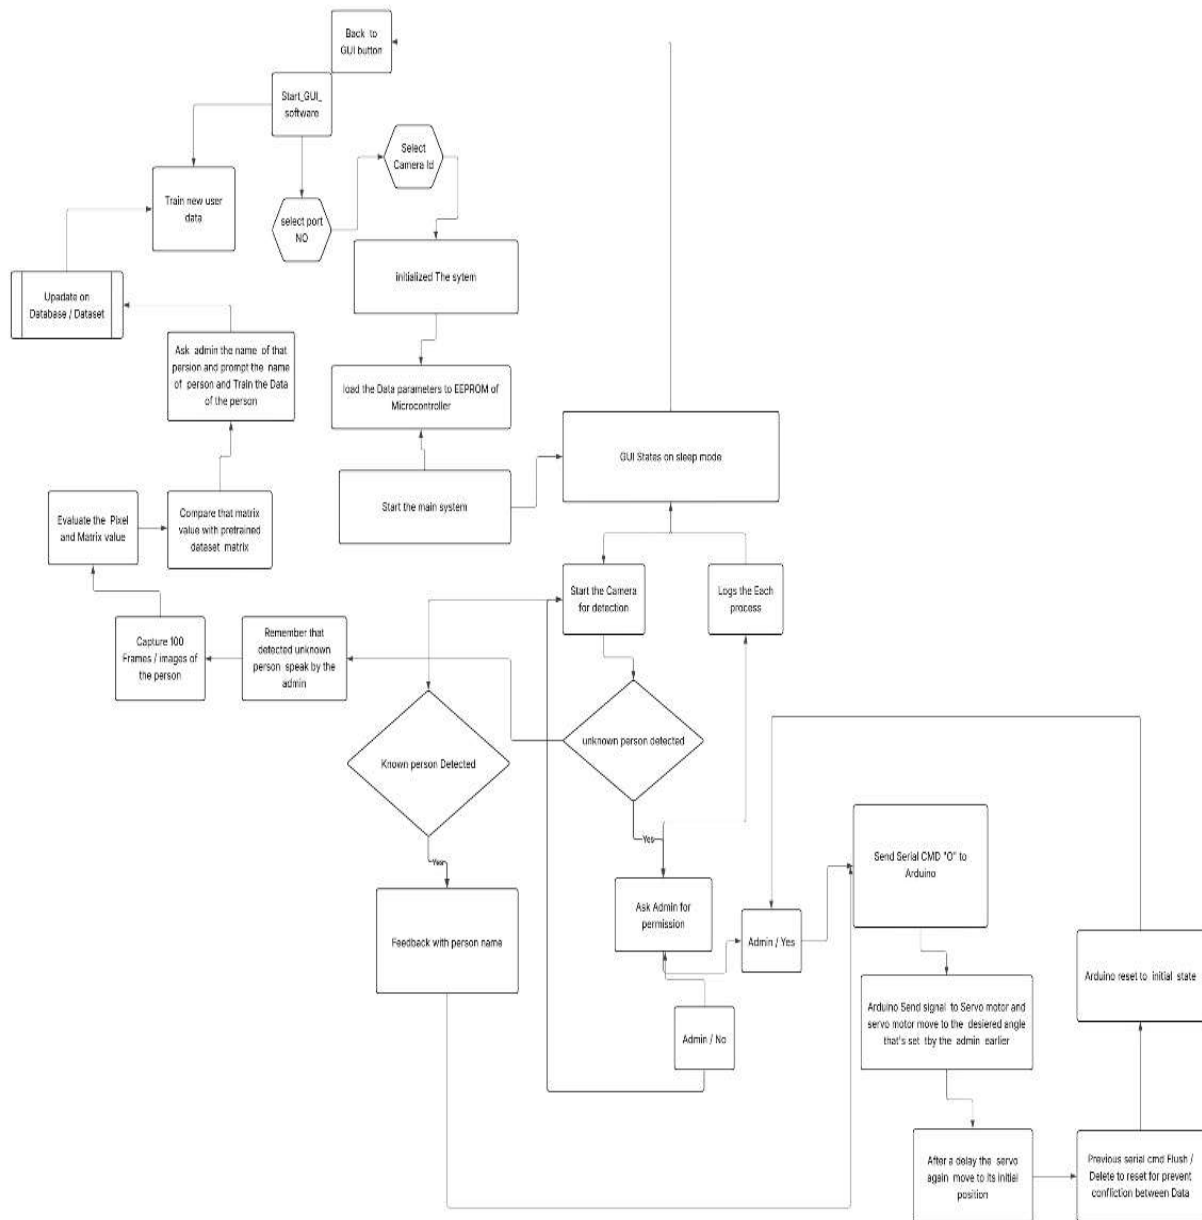 Back to
GUI button
Start_GUI_
software
Select
Camera Id
Train new user
data
select port
NO
initialized The sytem
Upadate on
Database / Dataset
Ask admin the name of that
persion and prompt the name
of person and Train the Data
of the person
load the Data parameters to EEPROM of
Microcontroller
GUI States on sleep mode
Start the main system
Evaluate the Pixel
and Matrix value
Compare that matrix
value with pretrained
dataset matrix
Start the Camera
for detection
Logs the Each
process
Capture 100
Frames / images of
the person
Remember that
detected unknown
person speak by the
admin
Known person Detected
unknown person detected
Yes
Yes
Send Serial CMD "O" to
Arduino
Ask Admin for
permission
Admin / Yes
Feedback with person name
Arduino reset to initial state
Admin / No
Arduino Send signal to Servo motor and
servo motor move to the desiered angle
that's set tby the admin earlier
After a delay the servo
again move to its initial
position
Previous serial cmd Flush /
Delete to reset for prevent
confliction between Data